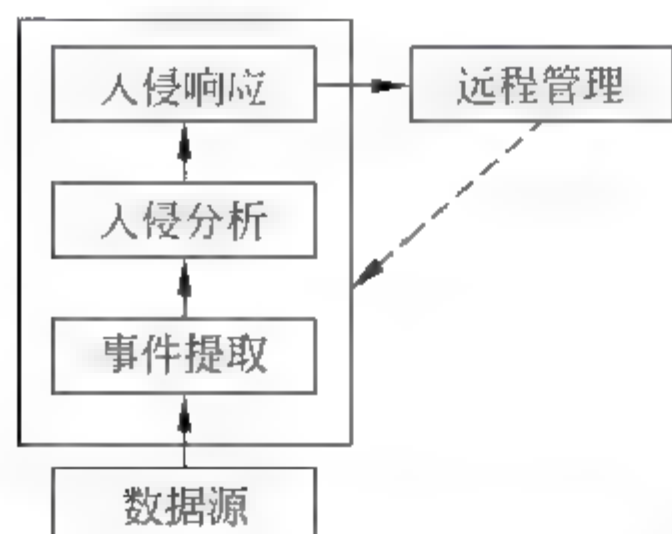 入侵响应
远程管理
入侵分析
事件提取
数据源